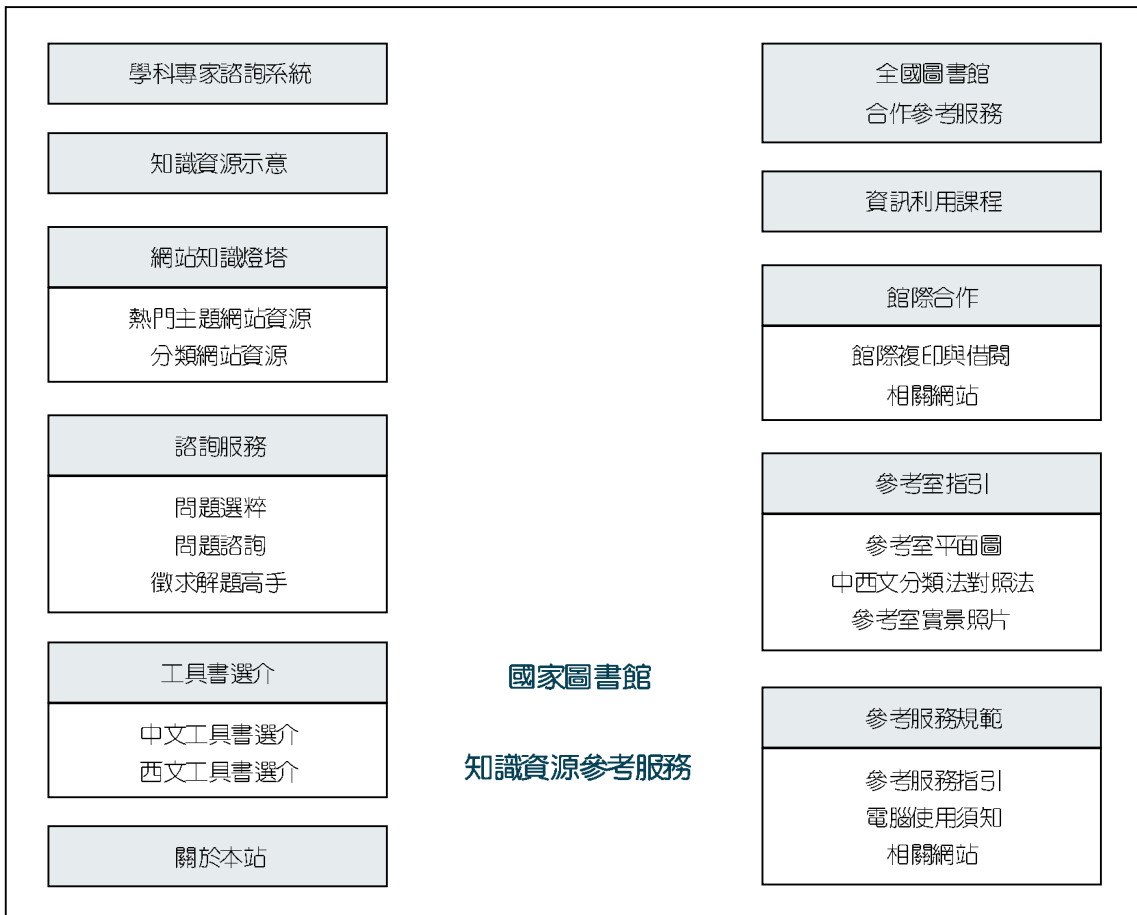 學科專家諮詢系統
知識資源示意
網站知識燈塔
熱門主題網站資源
分類網站資源
諮詢服務
問題選粹
問題諮詢
徵求解題高手
工具書選介
中文工具書選介
西文工具書選介
關於本站
國家圖書館
知識資源參考服務
全國圖書館
合作參考服務
資訊利用課程
館際合作
館際複印與借閱
相關網站
參考室指引
參考室平面圖
中西文分類法對照法
參考室實景照片
參考服務規範
參考服務指引
電腦使用須知
相關網站